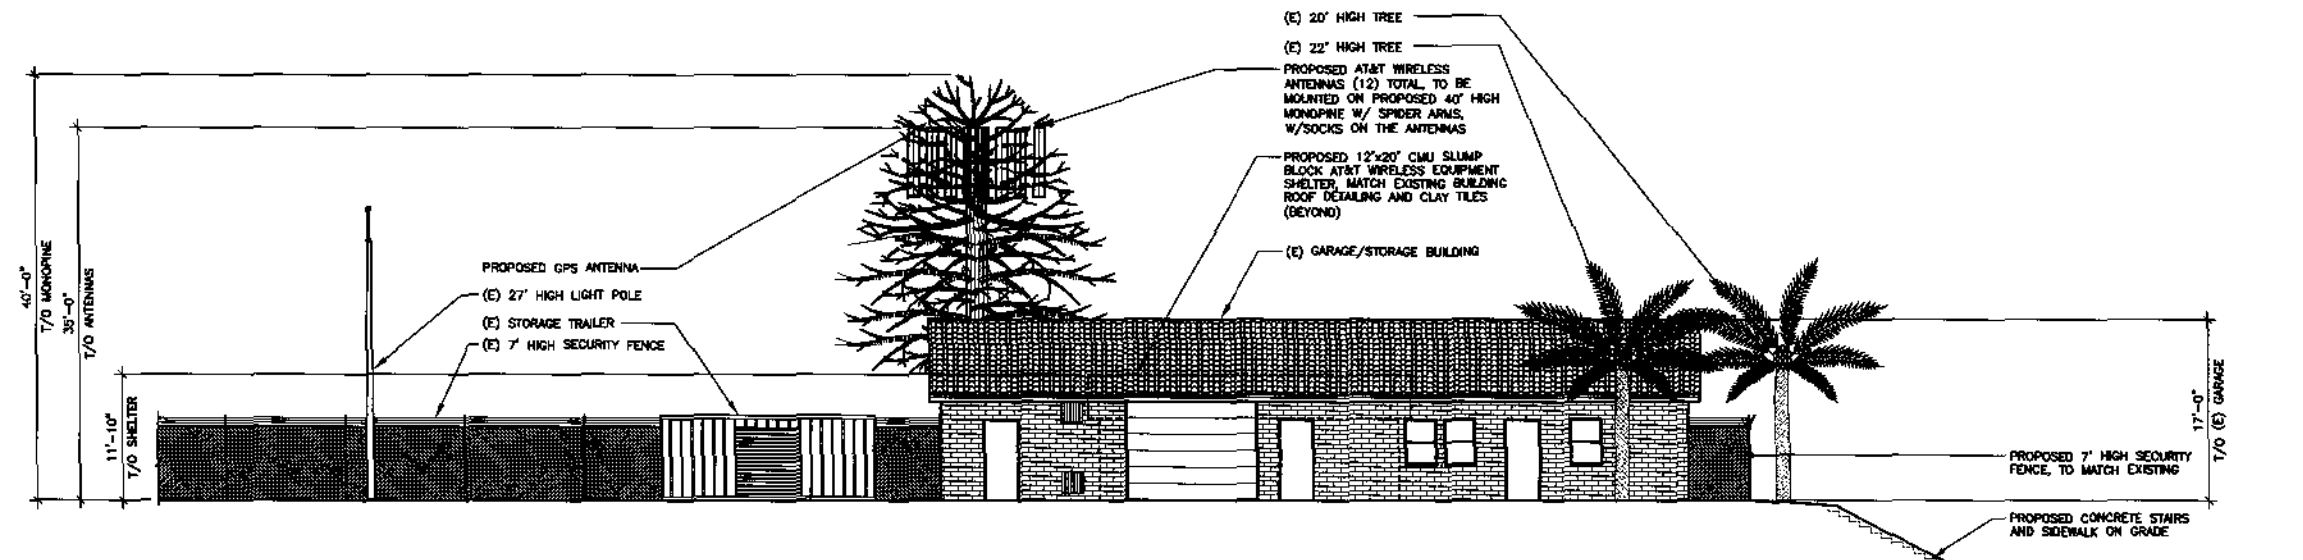 (E) 20' HIGH TREE
(E) 22' HIGH TREE
PROPOSED AT&T WIRELESS
ANTENNAS (12) TOTAL, TO BE
MOUNTED ON PROPOSED 40' HIGH
MONOPINE W/ SPIDER ARMS,
W/SOCKS ON THE ANTENNAS
PROPOSED 12'x20' CMU SLUMP
BLOCK AT&T WIRELESS EQUIPMENT
SHELTER, MATCH EXISTING BUILDING
ROOF DETAILING AND CLAY TILES
(BEYOND)
(E) GARAGE/STORAGE BUILDING
PROPOSED GPS ANTENNA
(E) 27' HIGH LIGHT POLE
(E) STORAGE TRAILER
(E) 7' HIGH SECURITY FENCE
40'-0"
T/O MONOPINE
35'-0"
T/O ANTENNAS
11'-10"
T/O SHELTER
17'-0"
T/O (E) GARAGE
PROPOSED 7' HIGH SECURITY
FENCE, TO MATCH EXISTING
PROPOSED CONCRETE STAIRS
AND SIDEWALK ON GRADE